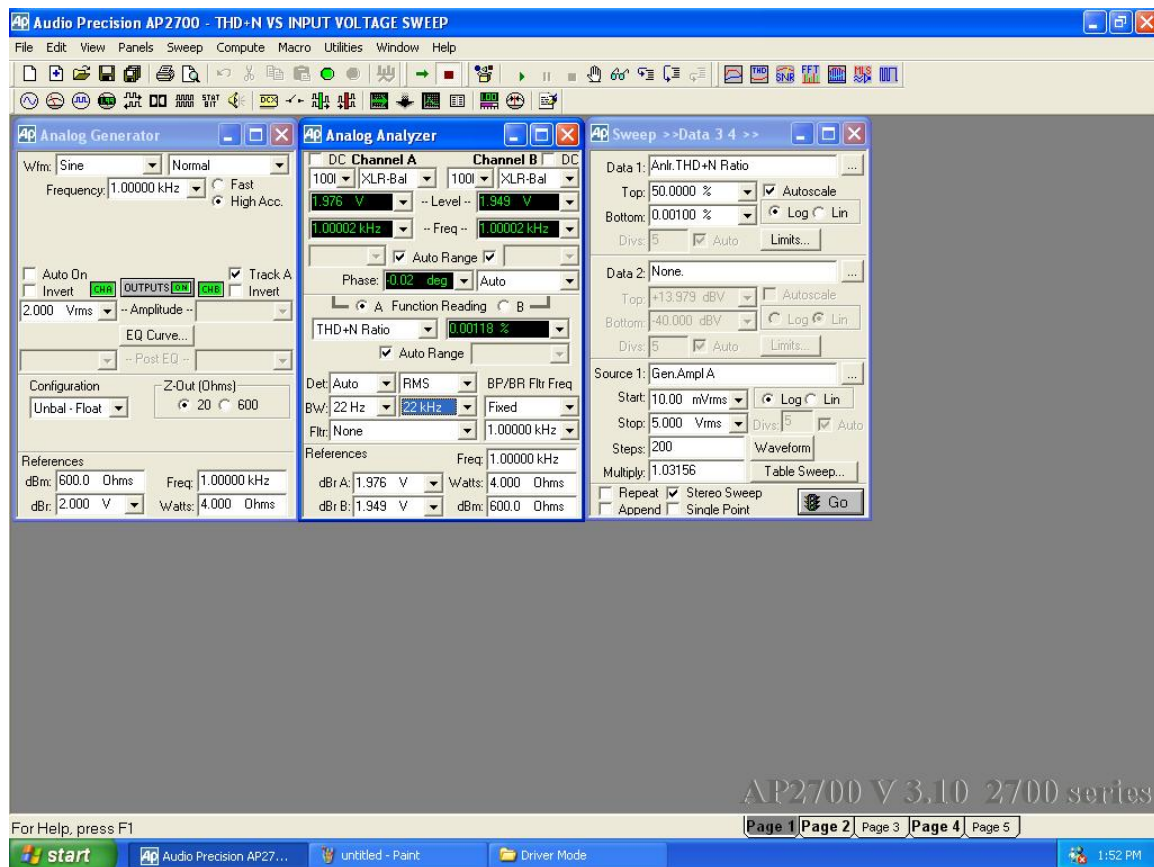 Audio Precision AP2700 - THD+N VS INPUT VOLTAGE SWEEP
File Edit View Panels Sweep Compute Macro Utilities Window Help
THD SNR FFT MLS
STAT DCX
Analog Generator
Wfm: Sine Normal
Frequency: 1.00000 kHz Fast
High Acc.
Auto On Track A
Invert CHA OUTPUTS ON CHB Invert
2.000 Vrms -- Amplitude --
EQ Curve...
-- Post EQ --
Configuration Z-Out (Ohms)
Unbal - Float 20 600
References
dBm: 600.0 Ohms Freq: 1.00000 kHz
dBr: 2.000 V Watts: 4.000 Ohms
Analog Analyzer
DC Channel A Channel B DC
100I XLR-Bal 100I XLR-Bal
1.976 V -- Level -- 1.949 V
1.00002 kHz -- Freq -- 1.00002 kHz
Auto Range
Phase: -0.02 deg Auto
A Function Reading B
THD+N Ratio 0.00118 %
Auto Range
Det: Auto RMS BP/BR Fltr Freq
BW: 22 Hz 22 kHz Fixed
Fltr: None 1.00000 kHz
References Freq: 1.00000 kHz
dBr A: 1.976 V Watts: 4.000 Ohms
dBr B: 1.949 V dBm: 600.0 Ohms
Sweep >>Data 3 4 >>
Data 1: Anlr.THD+N Ratio ...
Top: 50.0000 % Autoscale
Bottom: 0.00100 % Log Lin
Divs: 5 Auto Limits...
Data 2: None. ...
Top: +13.979 dBV Autoscale
Bottom: -40.000 dBV Log Lin
Divs: 5 Auto Limits...
Source 1: Gen.Ampl A ...
Start: 10.00 mVrms Log Lin
Stop: 5.000 Vrms Divs: 5 Auto
Steps: 200 Waveform
Multiply: 1.03156 Table Sweep...
Repeat Stereo Sweep
Append Single Point Go
AP2700 V 3.10 2700 series
For Help, press F1
Page 1 Page 2 Page 3 Page 4 Page 5
start Audio Precision AP27... untitled - Paint Driver Mode 1:52 PM